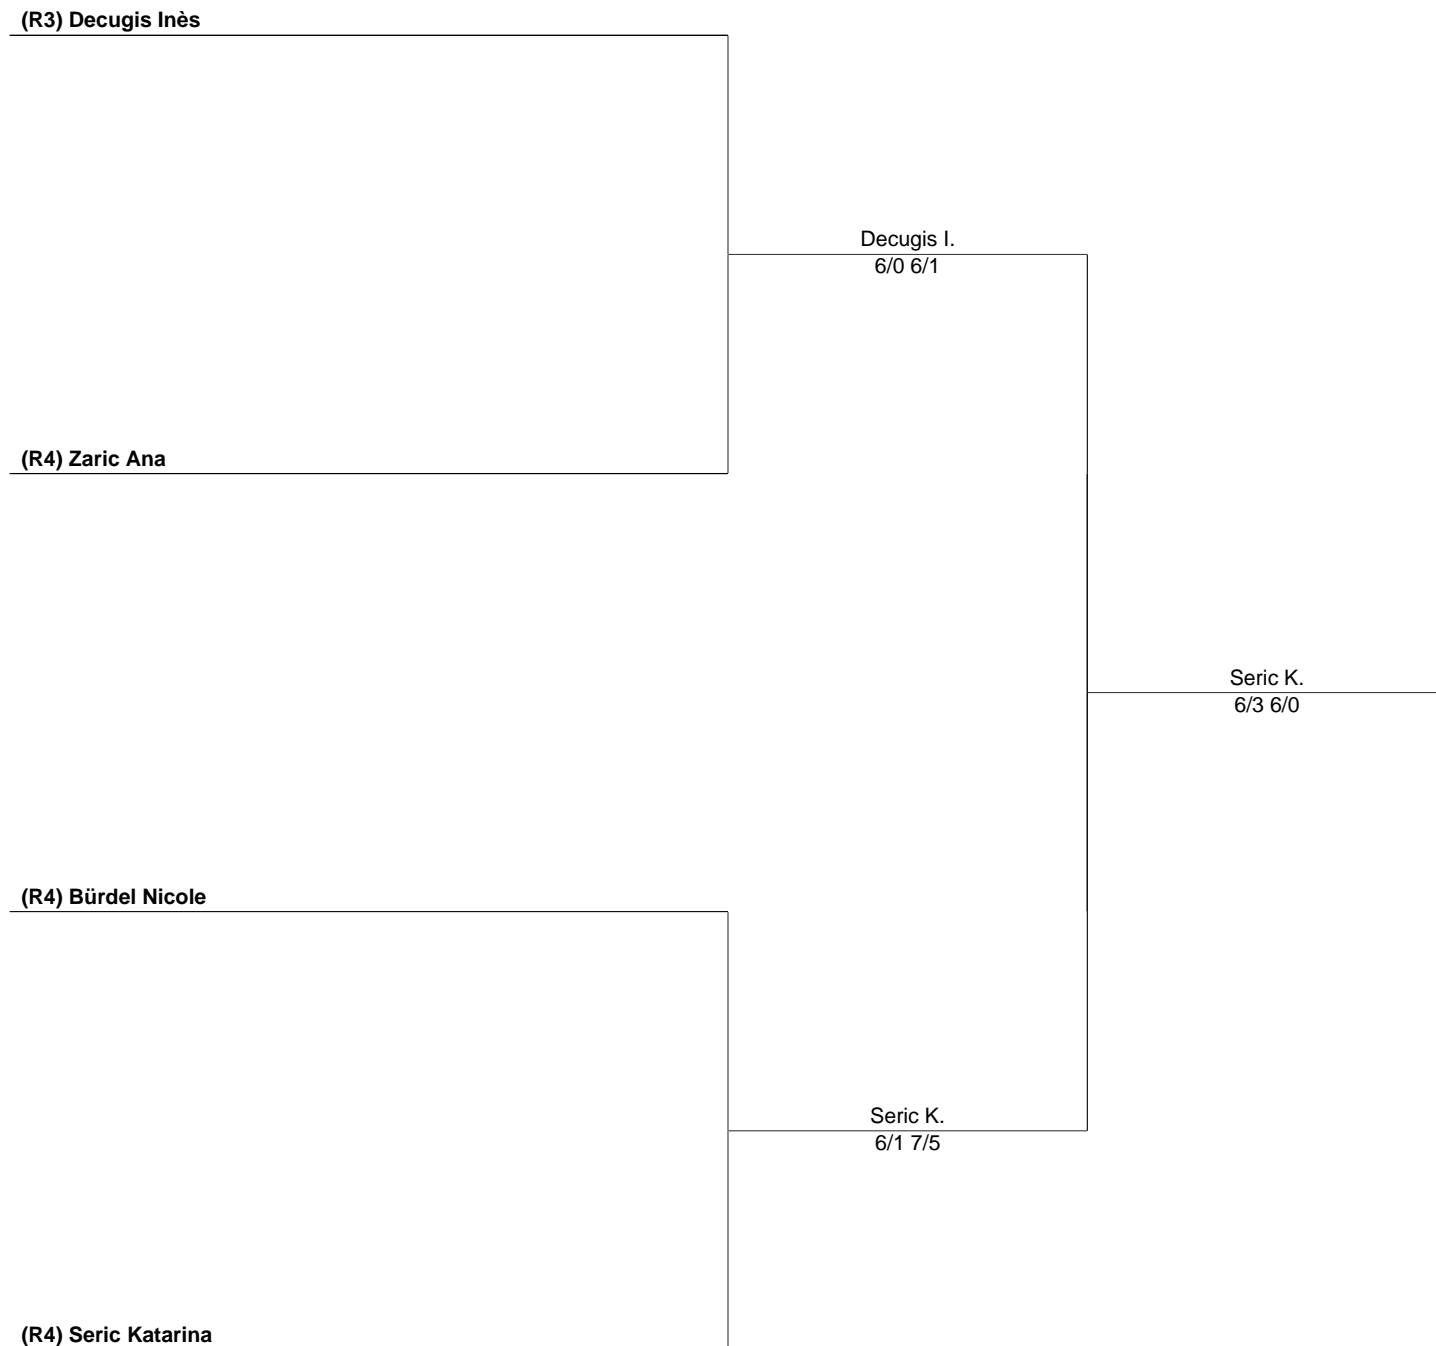 (R3) Decugis Inès
Decugis I.
6/0 6/1
(R4) Zaric Ana
Seric K.
6/3 6/0
(R4) Bürdel Nicole
Seric K.
6/1 7/5
(R4) Seric Katarina